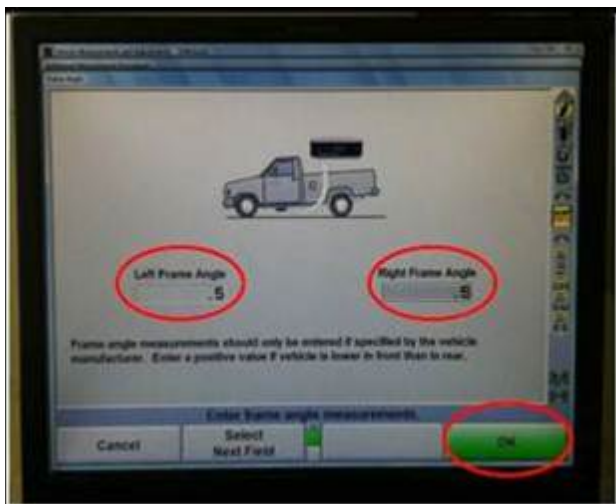 Left Frame Angle
Right Frame Angle
.5
.5
Frame angle measurements should only be entered if specified by the vehicle
manufacturer. Enter a positive value if vehicle is lower in front than in rear.
Enter frame angle measurements.
Cancel
Select
Next Field
OK